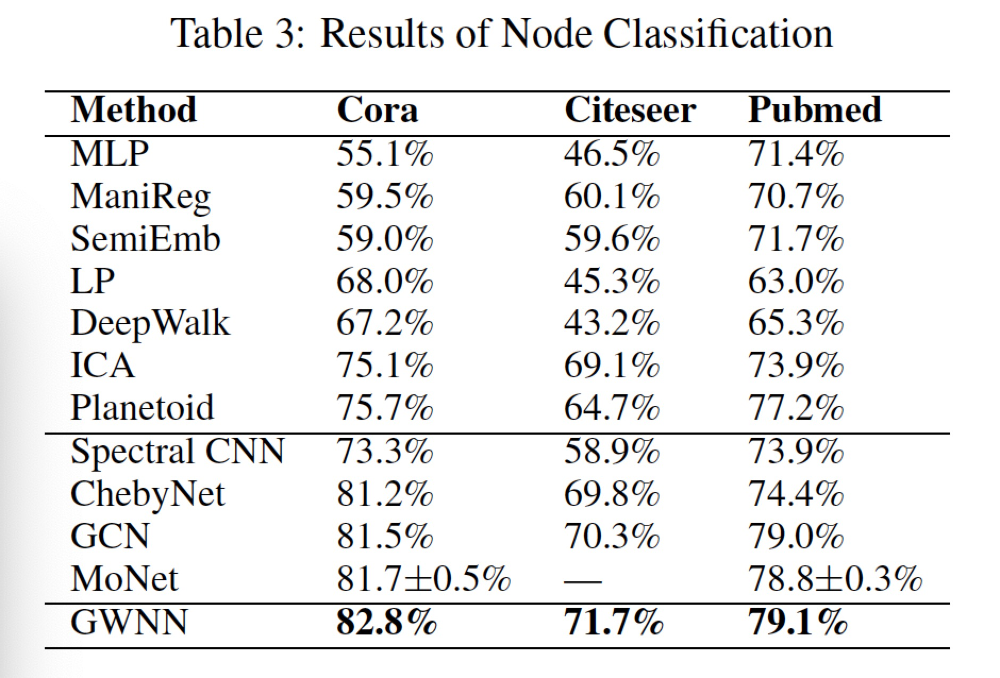 Table 3: Results of Node Classification
Method Cora Citeseer Pubmed
MLP 55.1% 46.5% 71.4%
ManiReg 59.5% 60.1% 70.7%
SemiEmb 59.0% 59.6% 71.7%
LP 68.0% 45.3% 63.0%
DeepWalk 67.2% 43.2% 65.3%
ICA 75.1% 69.1% 73.9%
Planetoid 75.7% 64.7% 77.2%
Spectral CNN 73.3% 58.9% 73.9%
ChebyNet 81.2% 69.8% 74.4%
GCN 81.5% 70.3% 79.0%
MoNet 81.7±0.5% — 78.8±0.3%
GWNN 82.8% 71.7% 79.1%